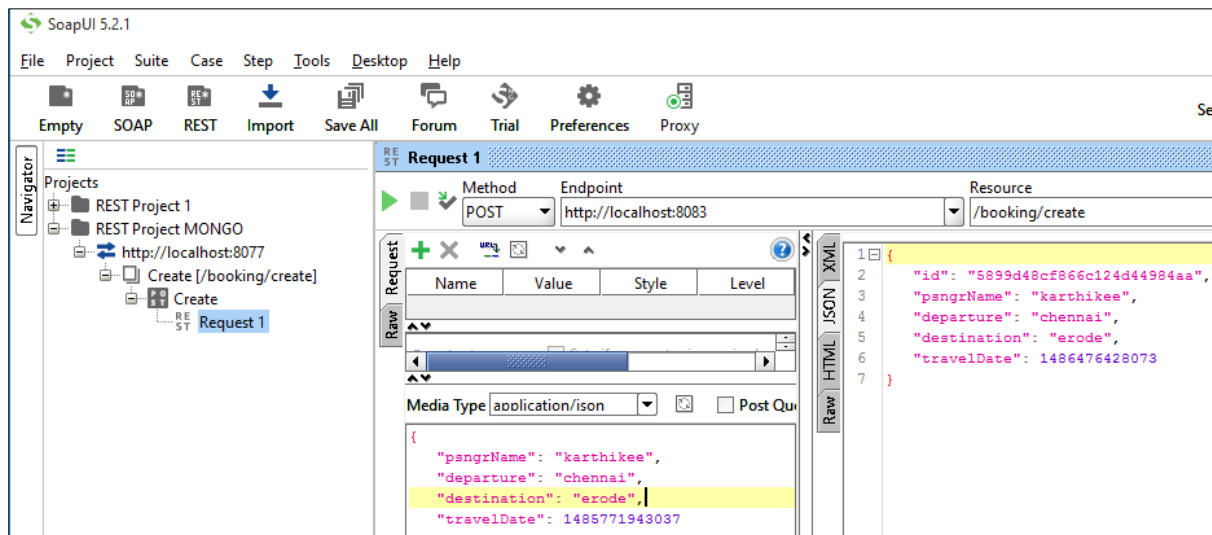 SoapUI 5.2.1
File Project Suite Case Step Tools Desktop Help
Empty SOAP REST Import Save All Forum Trial Preferences Proxy
Se
Navigator
Projects
REST Project 1
REST Project MONGO
http://localhost:8077
Create [/booking/create]
Create
Request 1
Request 1
Method Endpoint Resource
POST http://localhost:8083 /booking/create
Request
Raw
Name Value Style Level
Media Type application/json Post Qu
{
"psngrName": "karthikee",
"departure": "chennai",
"destination": "erode",
"travelDate": 1485771943037
XML
JSON
HTML
Raw
1 {
2 "id": "5899d48cf866c124d44984aa",
3 "psngrName": "karthikee",
4 "departure": "chennai",
5 "destination": "erode",
6 "travelDate": 1486476428073
7 }